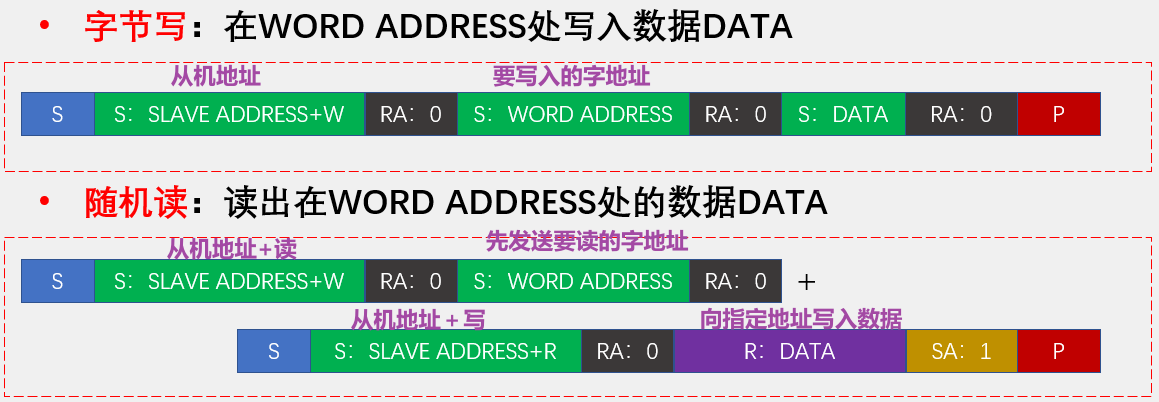 • 字节写：在WORD ADDRESS处写入数据DATA
从机地址 要写入的字地址
S S：SLAVE ADDRESS+W RA：0 S：WORD ADDRESS RA：0 S：DATA RA：0 P
• 随机读：读出在WORD ADDRESS处的数据DATA
从机地址+读 先发送要读的字地址
S S：SLAVE ADDRESS+W RA：0 S：WORD ADDRESS RA：0 +
从机地址+写 向指定地址写入数据
S S：SLAVE ADDRESS+R RA：0 R：DATA SA：1 P